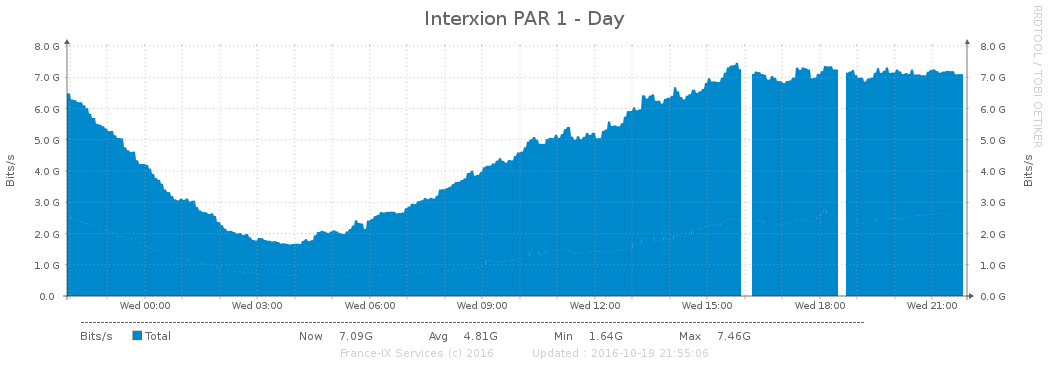 Interxion PAR 1 - Day
RRDTOOL / TOBI OETIKER
8.0 G 8.0 G
7.0 G 7.0 G
6.0 G 6.0 G
5.0 G 5.0 G
4.0 G 4.0 G
3.0 G 3.0 G
2.0 G 2.0 G
1.0 G 1.0 G
0.0 0.0 G
Bits/s Bits/s
Wed 00:00 Wed 03:00 Wed 06:00 Wed 09:00 Wed 12:00 Wed 15:00 Wed 18:00 Wed 21:00
Bits/s Total Now 7.09G Avg 4.81G Min 1.64G Max 7.46G
France-IX Services (c) 2016 Updated : 2016-10-19 21:55:06